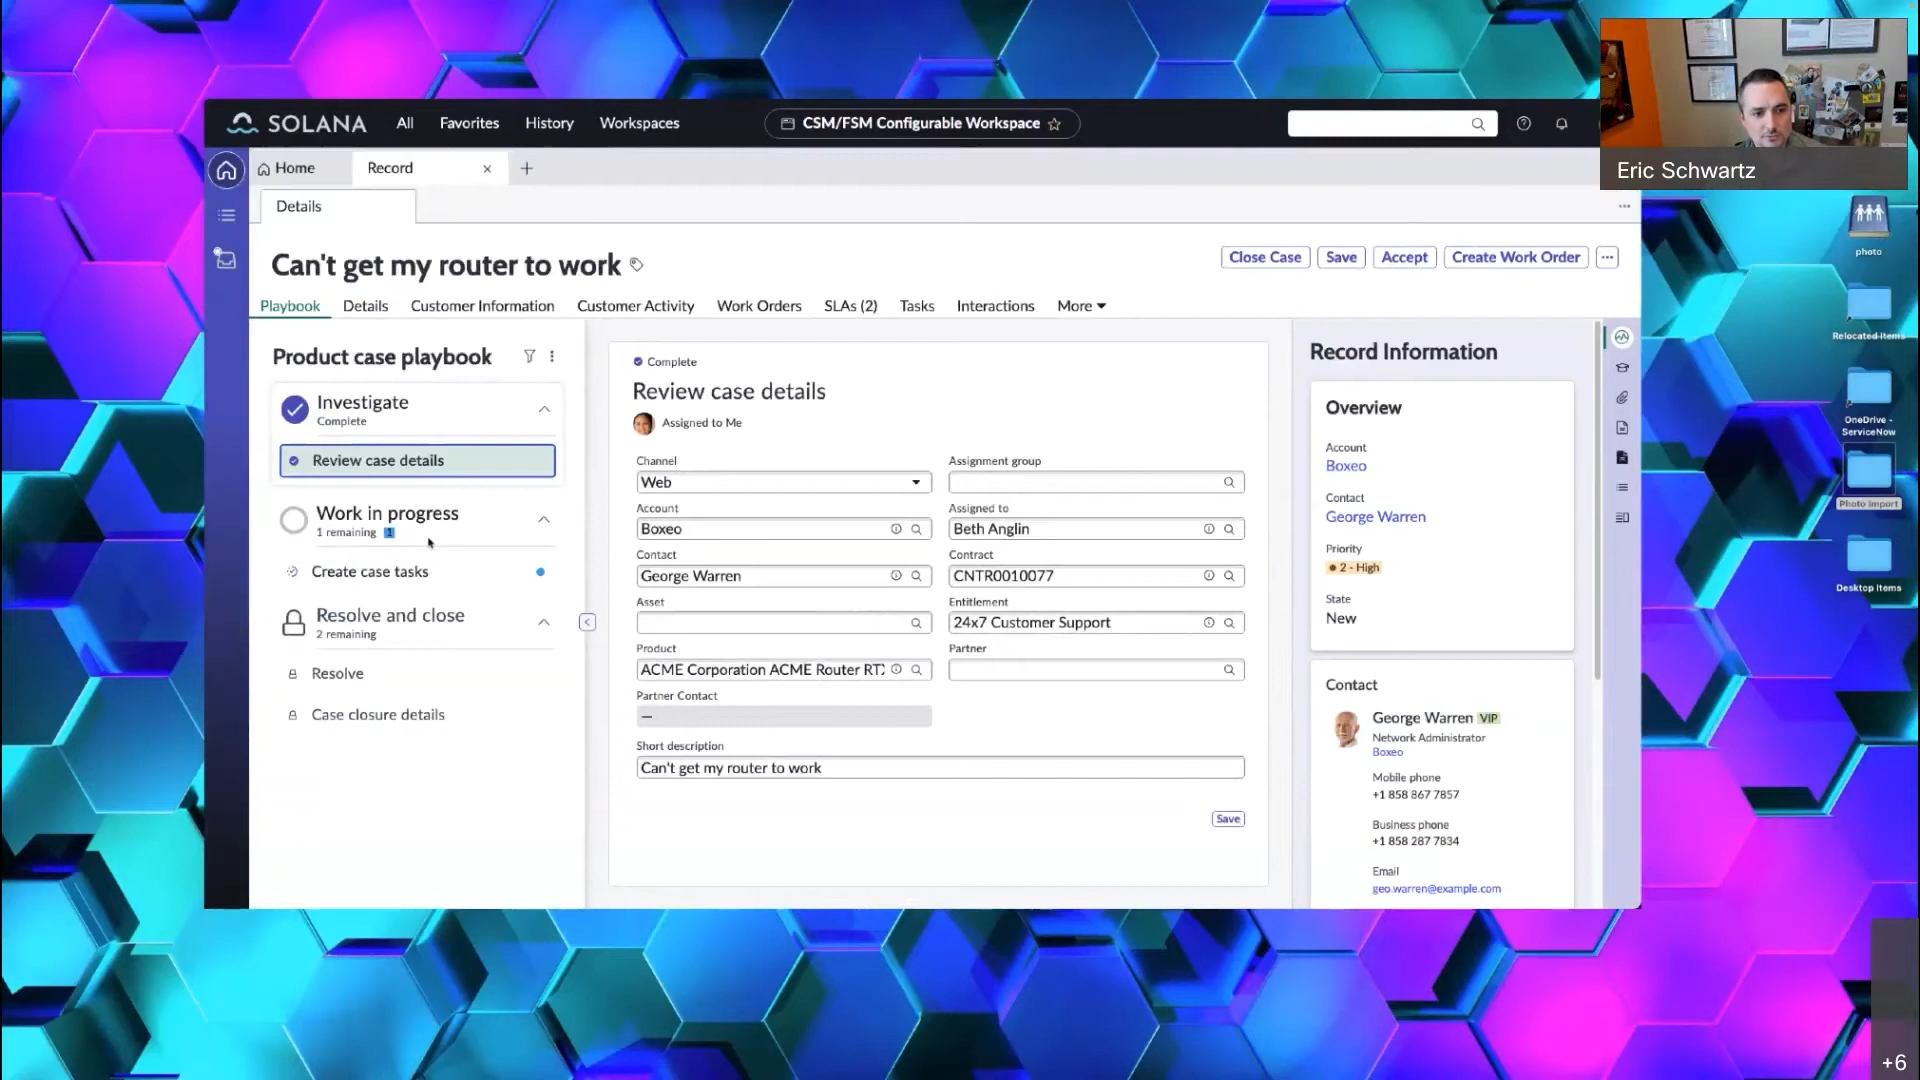 SOLANA
All
Favorites
History
Workspaces
CSM/FSM Configurable Workspace
Eric Schwartz
Home
Record
Details
Can't get my router to work
Close Case
Save
Accept
Create Work Order
Playbook
Details
Customer Information
Customer Activity
Work Orders
SLAs (2)
Tasks
Interactions
More
Product case playbook
Investigate
Complete
Review case details
Work in progress
1 remaining 1
Create case tasks
Resolve and close
2 remaining
Resolve
Case closure details
Complete
Review case details
Assigned to Me
Channel
Web
Assignment group
Account
Boxeo
Assigned to
Beth Anglin
Contact
George Warren
Contract
CNTR0010077
Asset
Entitlement
24x7 Customer Support
Product
ACME Corporation ACME Router RTX
Partner
Partner Contact
—
Short description
Can't get my router to work
Save
Record Information
Overview
Account
Boxeo
Contact
George Warren
Priority
2 - High
State
New
Contact
George Warren VIP
Network Administrator
Boxeo
Mobile phone
+1 858 867 7857
Business phone
+1 858 287 7834
Email
geo.warren@example.com
photo
Relocated Items
OneDrive -
ServiceNow
Photo Import
Desktop Items
+6